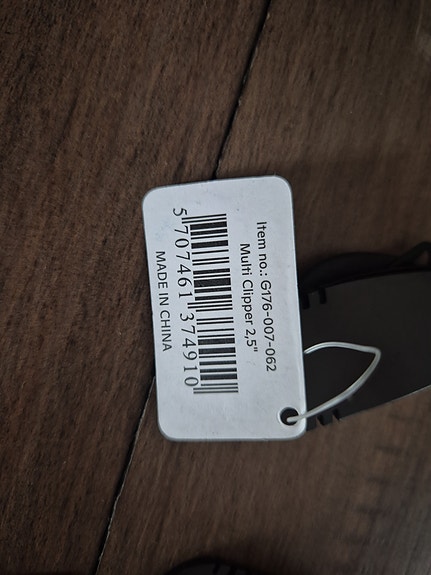 Item no.: G176-007-062
Multi Clipper 2,5"
5 707461 374910
MADE IN CHINA